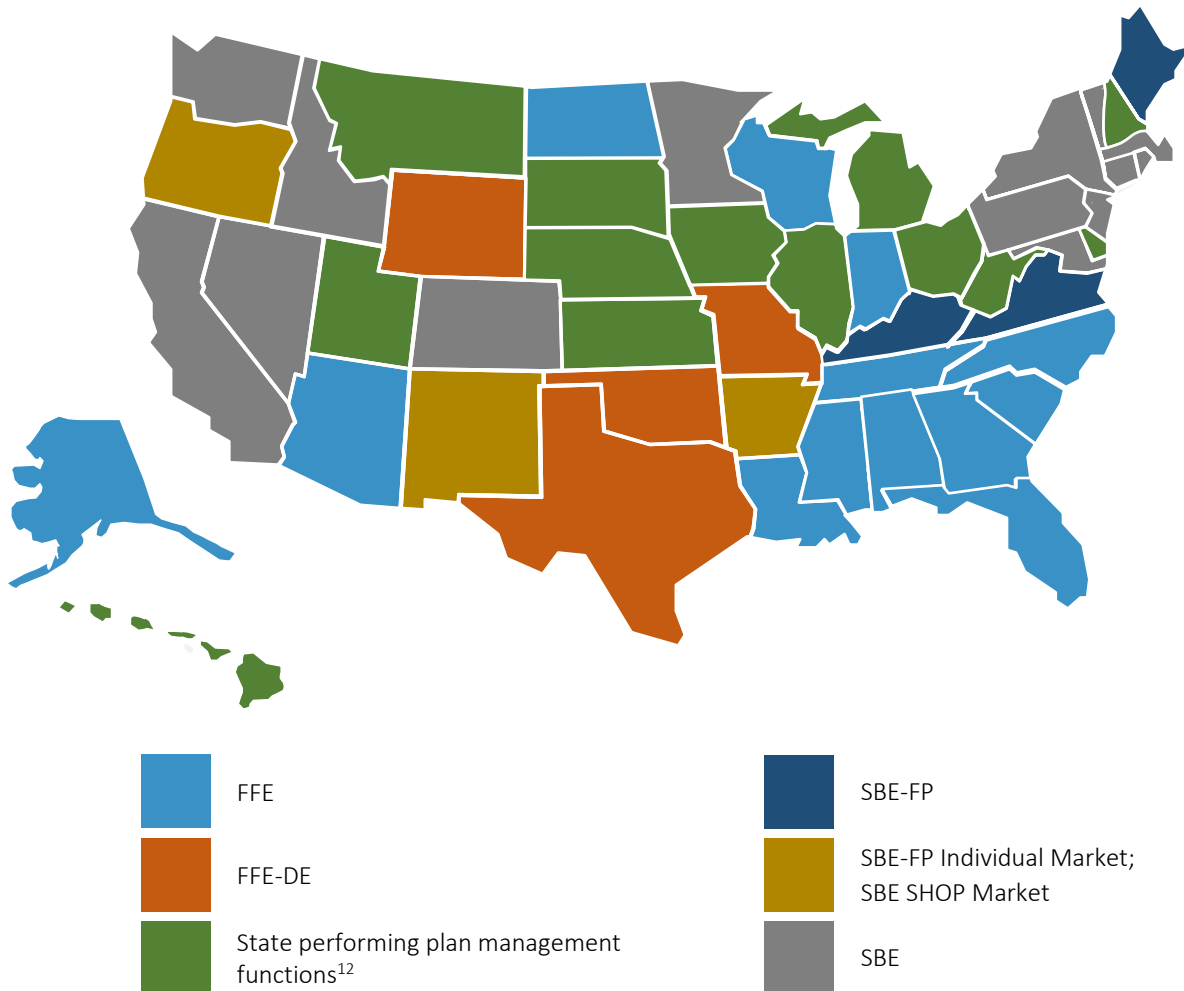 FFE
FFE-DE
State performing plan management
functions¹²
SBE-FP
SBE-FP Individual Market;
SBE SHOP Market
SBE